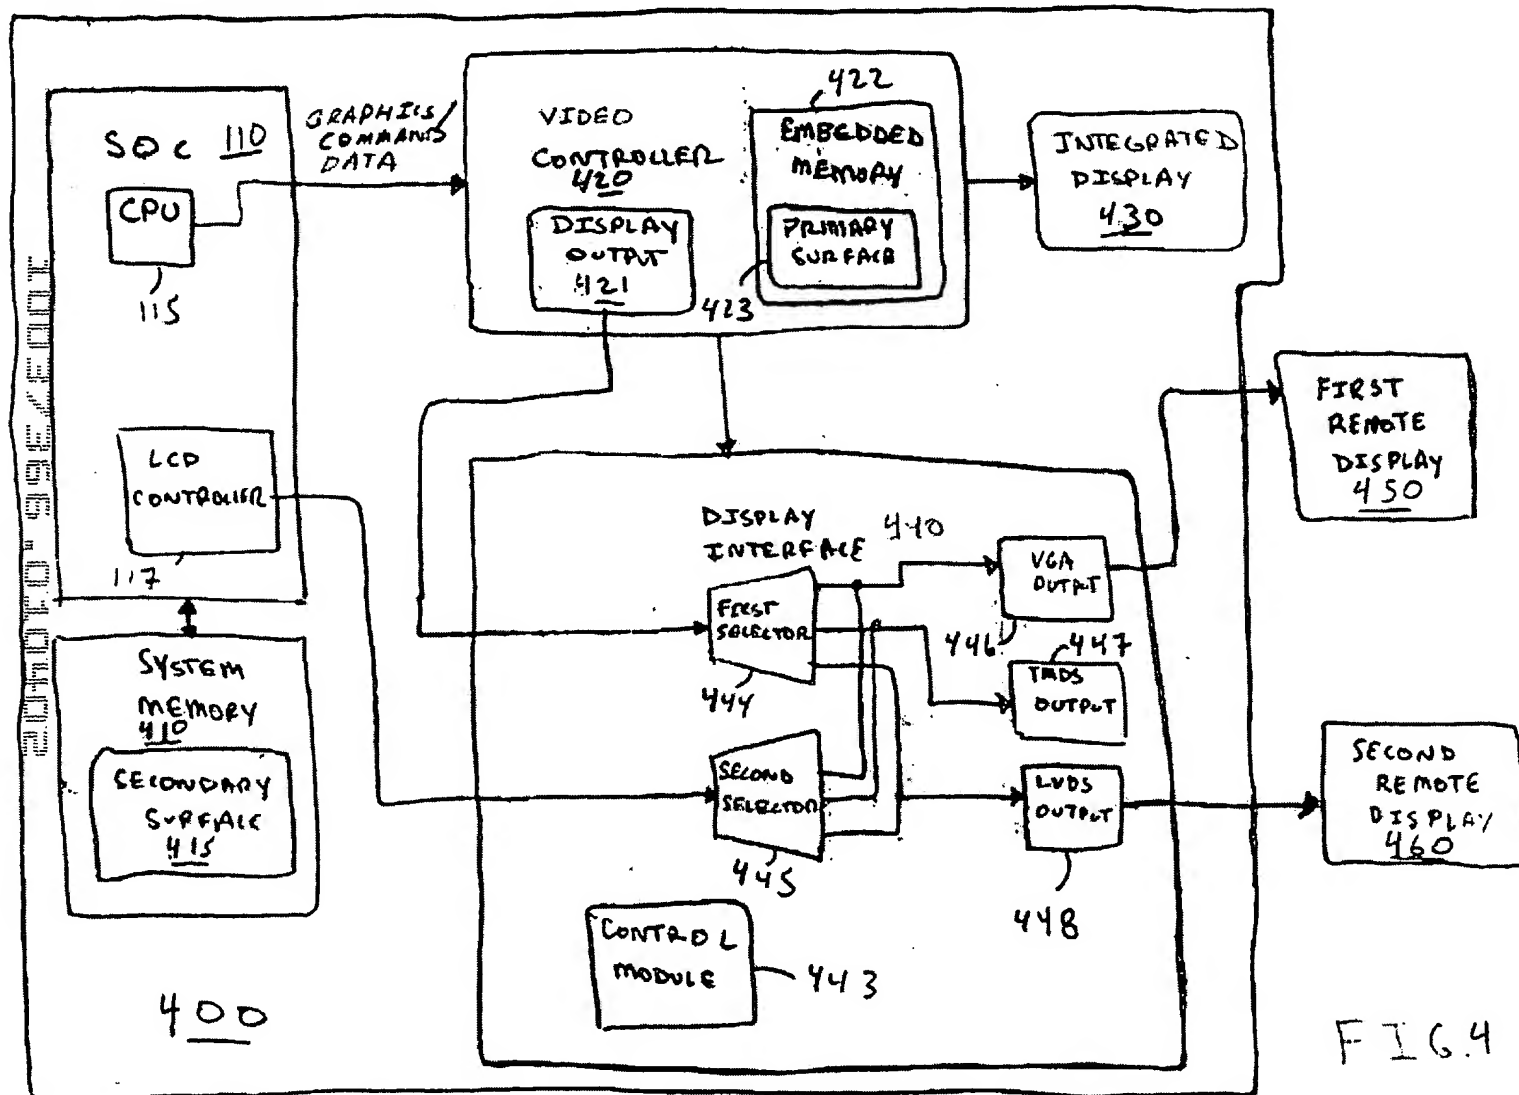 SOC 110
CPU
115
LCD
CONTROLLER
117
GRAPHICS
COMMANDS/
DATA
VIDEO
CONTROLLER
420
DISPLAY
OUTPUT
421
422
EMBEDDED
MEMORY
PRIMARY
SURFACE
423
INTEGRATED
DISPLAY
430
SYSTEM
MEMORY
410
SECONDARY
SURFACE
415
DISPLAY
INTERFACE
440
FIRST
SELECTOR
444
SECOND
SELECTOR
445
VGA
OUTPUT
446
447
TMDS
OUTPUT
LVDS
OUTPUT
448
CONTROL
MODULE
443
FIRST
REMOTE
DISPLAY
450
SECOND
REMOTE
DISPLAY
460
400
FIG.4
10037366.010402